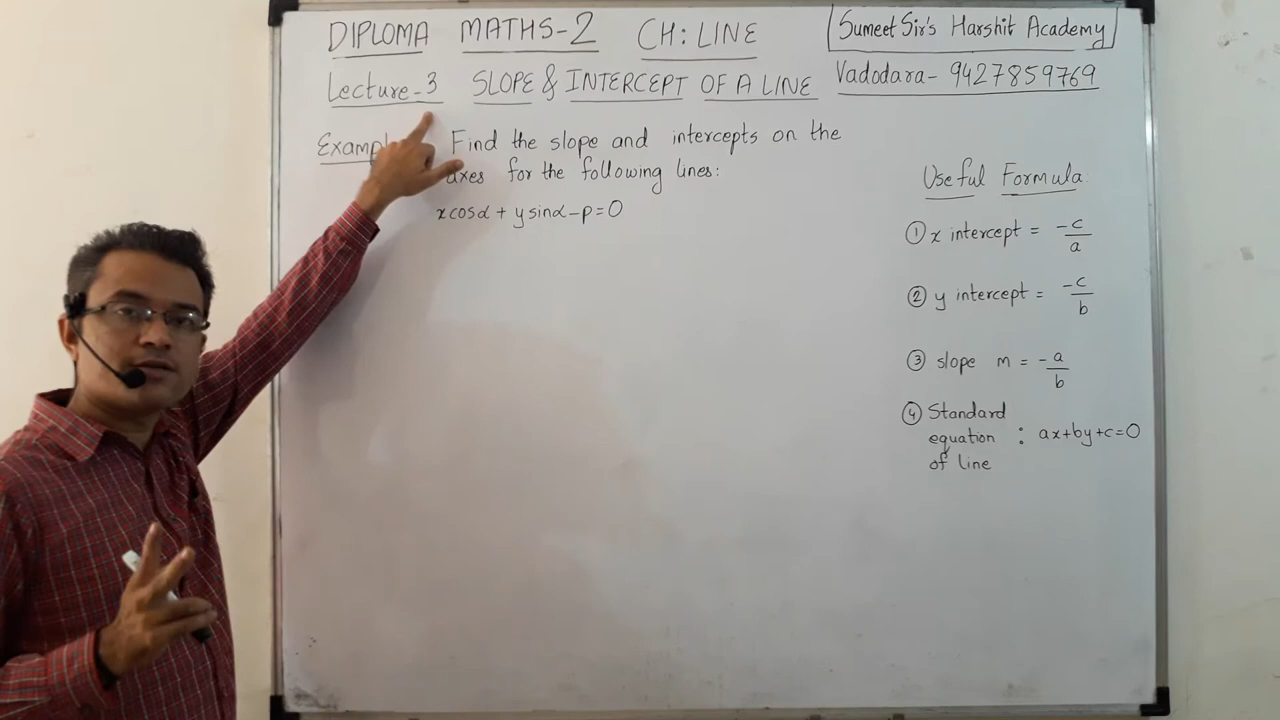 DIPLOMA MATHS-2 CH: LINE
Sumeet Sir's Harshit Academy
Lecture-3 SLOPE & INTERCEPT OF A LINE
Vadodara- 9427859769
Find the slope and intercepts on the
axes for the following lines:
x cosα + y sinα - p = 0
Useful Formula
① x intercept = -c/a
② y intercept = -c/b
③ slope m = -a/b
④ Standard
equation : ax+by+c=0
of line